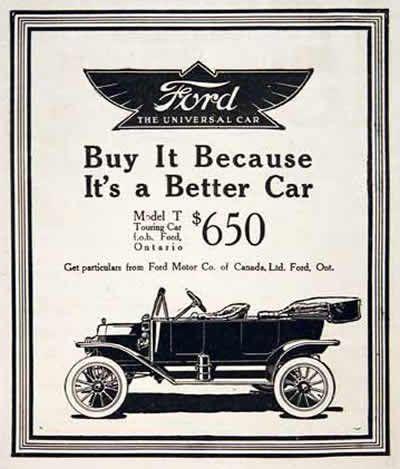 Ford
THE UNIVERSAL CAR
Buy It Because
It's a Better Car
Model T
Touring Car
f.o.b. Ford,
Ontario
$650
Get particulars from Ford Motor Co. of Canada, Ltd. Ford, Ont.